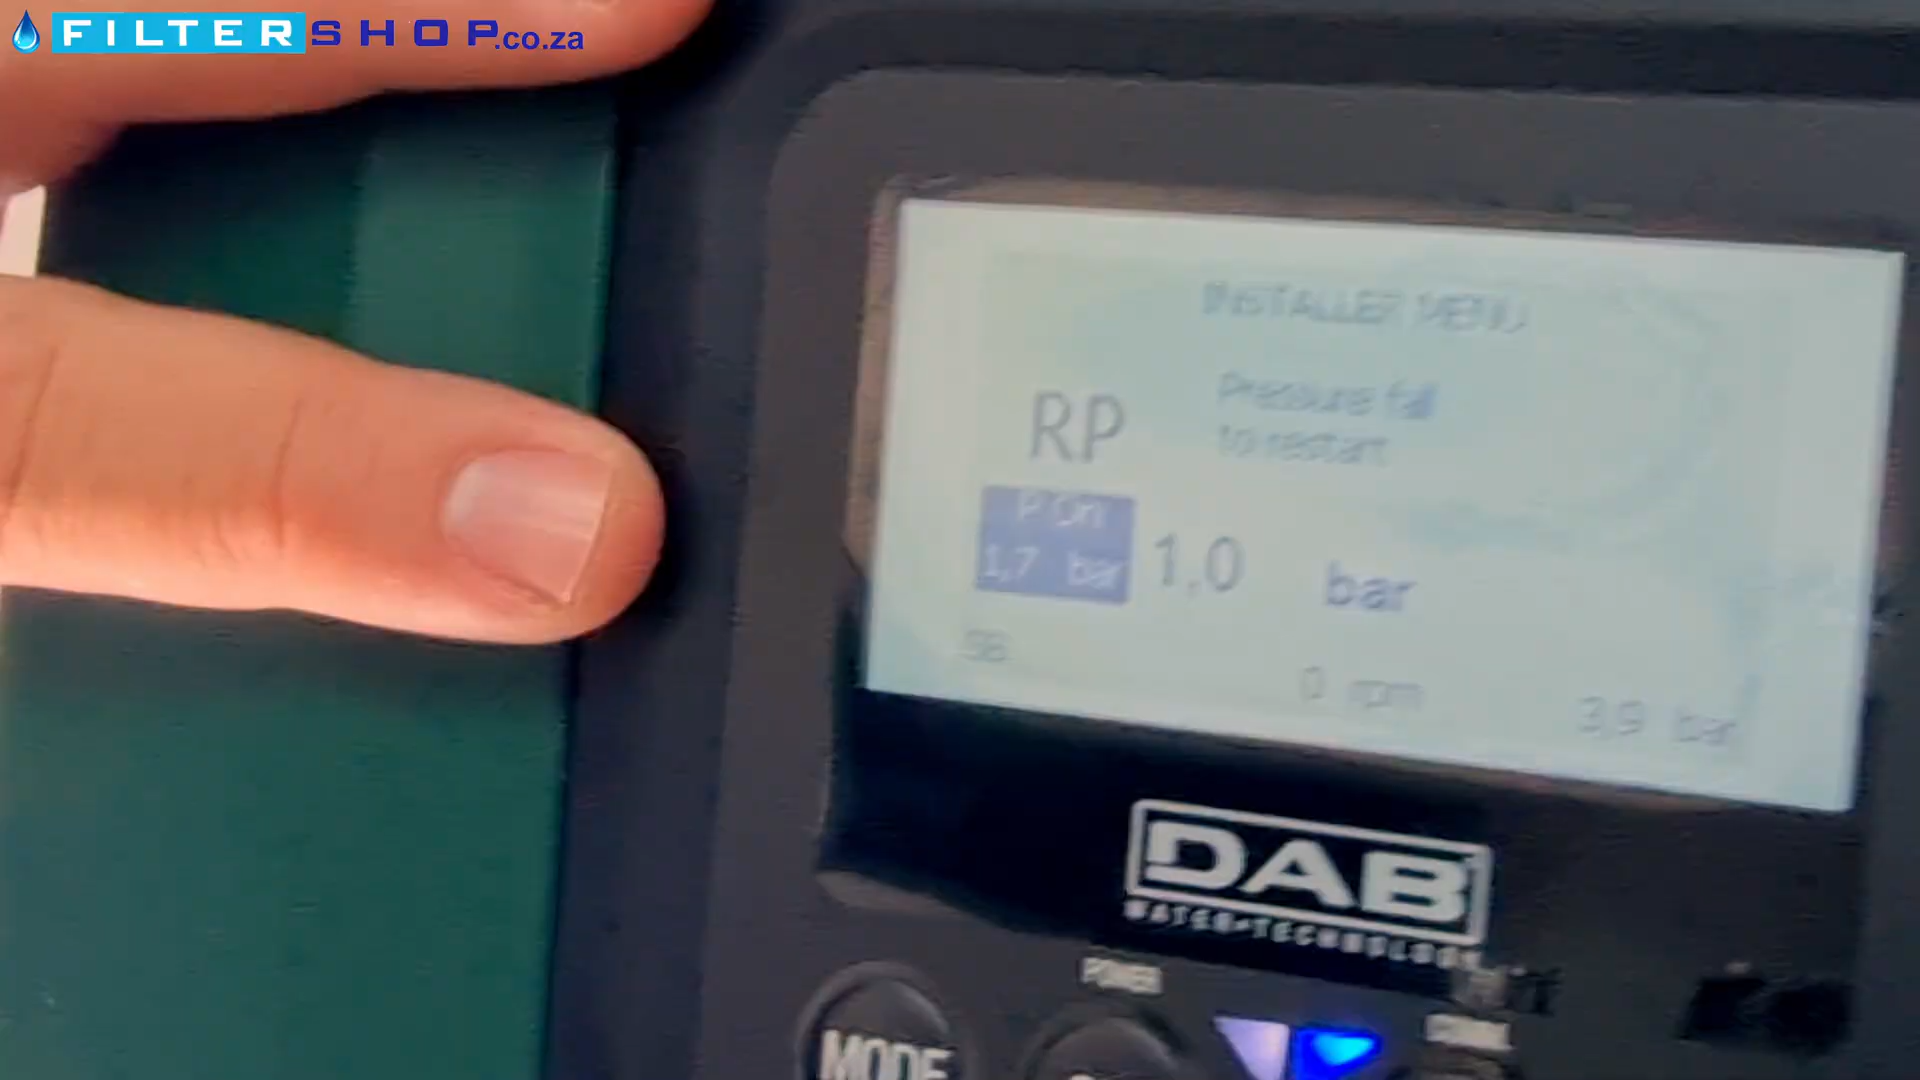 FILTERSHOP.co.za
INSTALLER MENU
RP
Pressure fall
to restart
P On
1,7 bar
1,0 bar
SB
0 rpm
3,9 bar
DAB
WATER•TECHNOLOGY
POWER
MODE